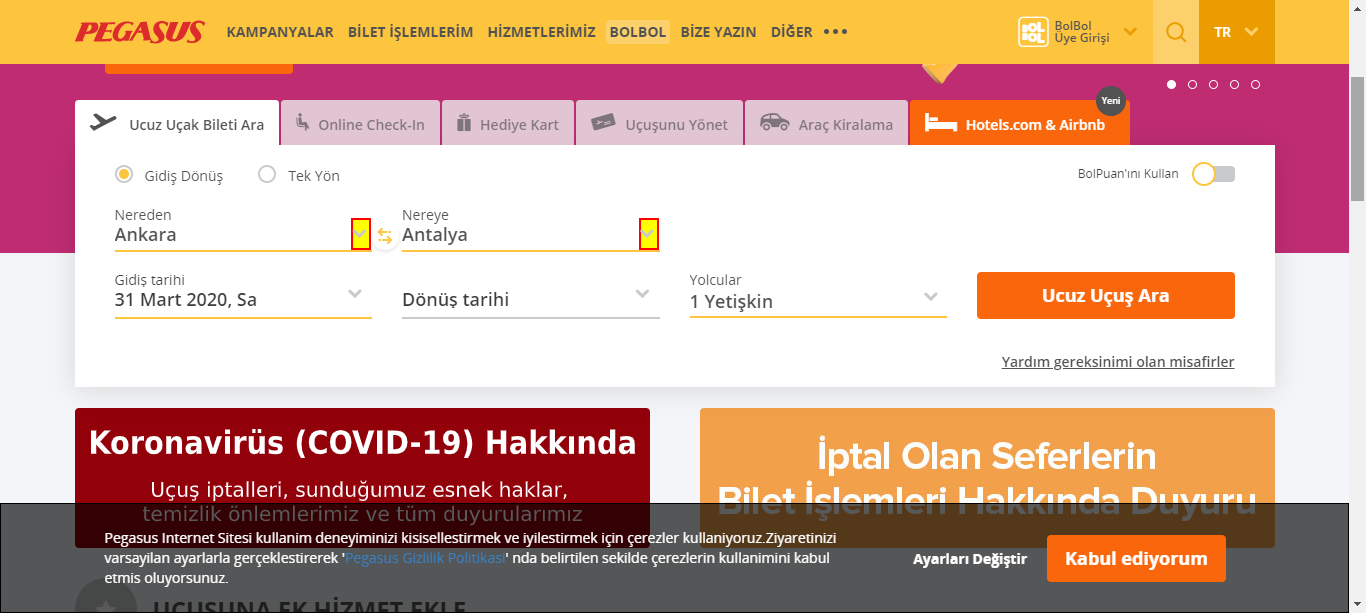 PEGASUS KAMPANYALAR BİLET İŞLEMLERİM HİZMETLERİMİZ BOLBOL BİZE YAZIN DİĞER
BOL BOL
BolBol
Üye Girişi
TR
Yeni
Ucuz Uçak Bileti Ara Online Check-In Hediye Kart Uçuşunu Yönet Araç Kiralama Hotels.com & Airbnb
Gidiş Dönüş Tek Yön BolPuan'ını Kullan
Nereden Nereye
Ankara Antalya
Gidiş tarihi Yolcular
31 Mart 2020, Sa Dönüş tarihi 1 Yetişkin Ucuz Uçuş Ara
Yardım gereksinimi olan misafirler
Koronavirüs (COVID-19) Hakkında
Uçuş iptalleri, sunduğumuz esnek haklar,
temizlik önlemlerimiz ve tüm duyurularımız
İptal Olan Seferlerin
Bilet İşlemleri Hakkında Duyuru
Pegasus Internet Sitesi kullanim deneyiminizi kisisellestirmek ve iyilestirmek için çerezler kullaniyoruz.Ziyaretinizi
varsayilan ayarlarla gerçeklestirerek 'Pegasus Gizlilik Politikasi' nda belirtilen sekilde çerezlerin kullanimini kabul
etmis oluyorsunuz.
Ayarları Değiştir Kabul ediyorum
UÇUŞUNA EK HİZMET EKLE